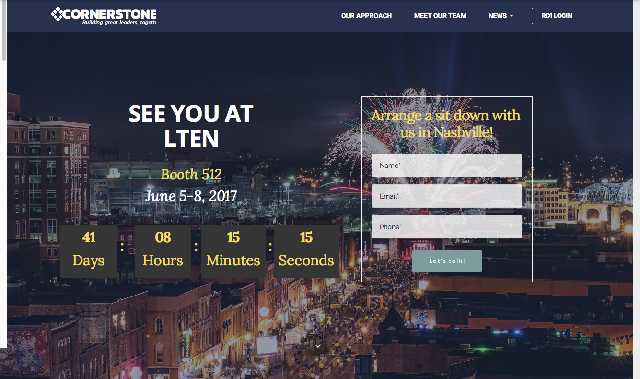 CORNERSTONE
Building great leaders, togeth
OUR APPROACH
MEET OUR TEAM
NEWS
RD1 LOGIN
SEE YOU AT
LTEN
Booth 512
June 5-8, 2017
41 : 08 : 15 : 15
Days Hours Minutes Seconds
Arrange a sit down with
us in Nashville!
Name*
Email*
Phone*
Let's talk!